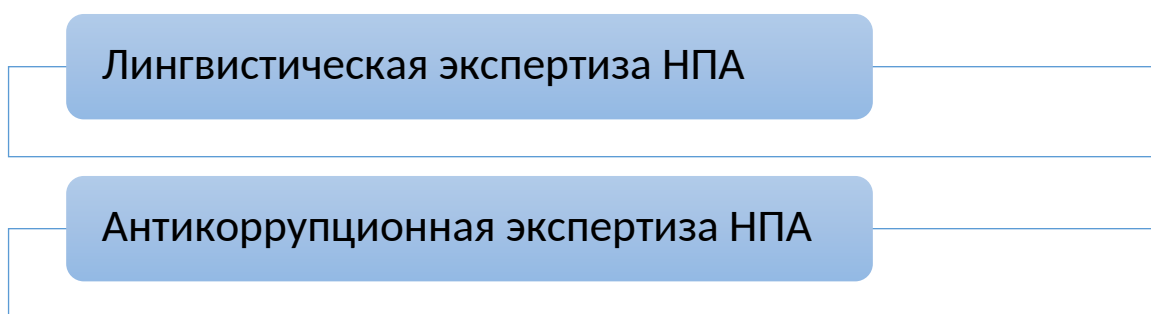 Лингвистическая экспертиза НПА
Антикоррупционная экспертиза НПА